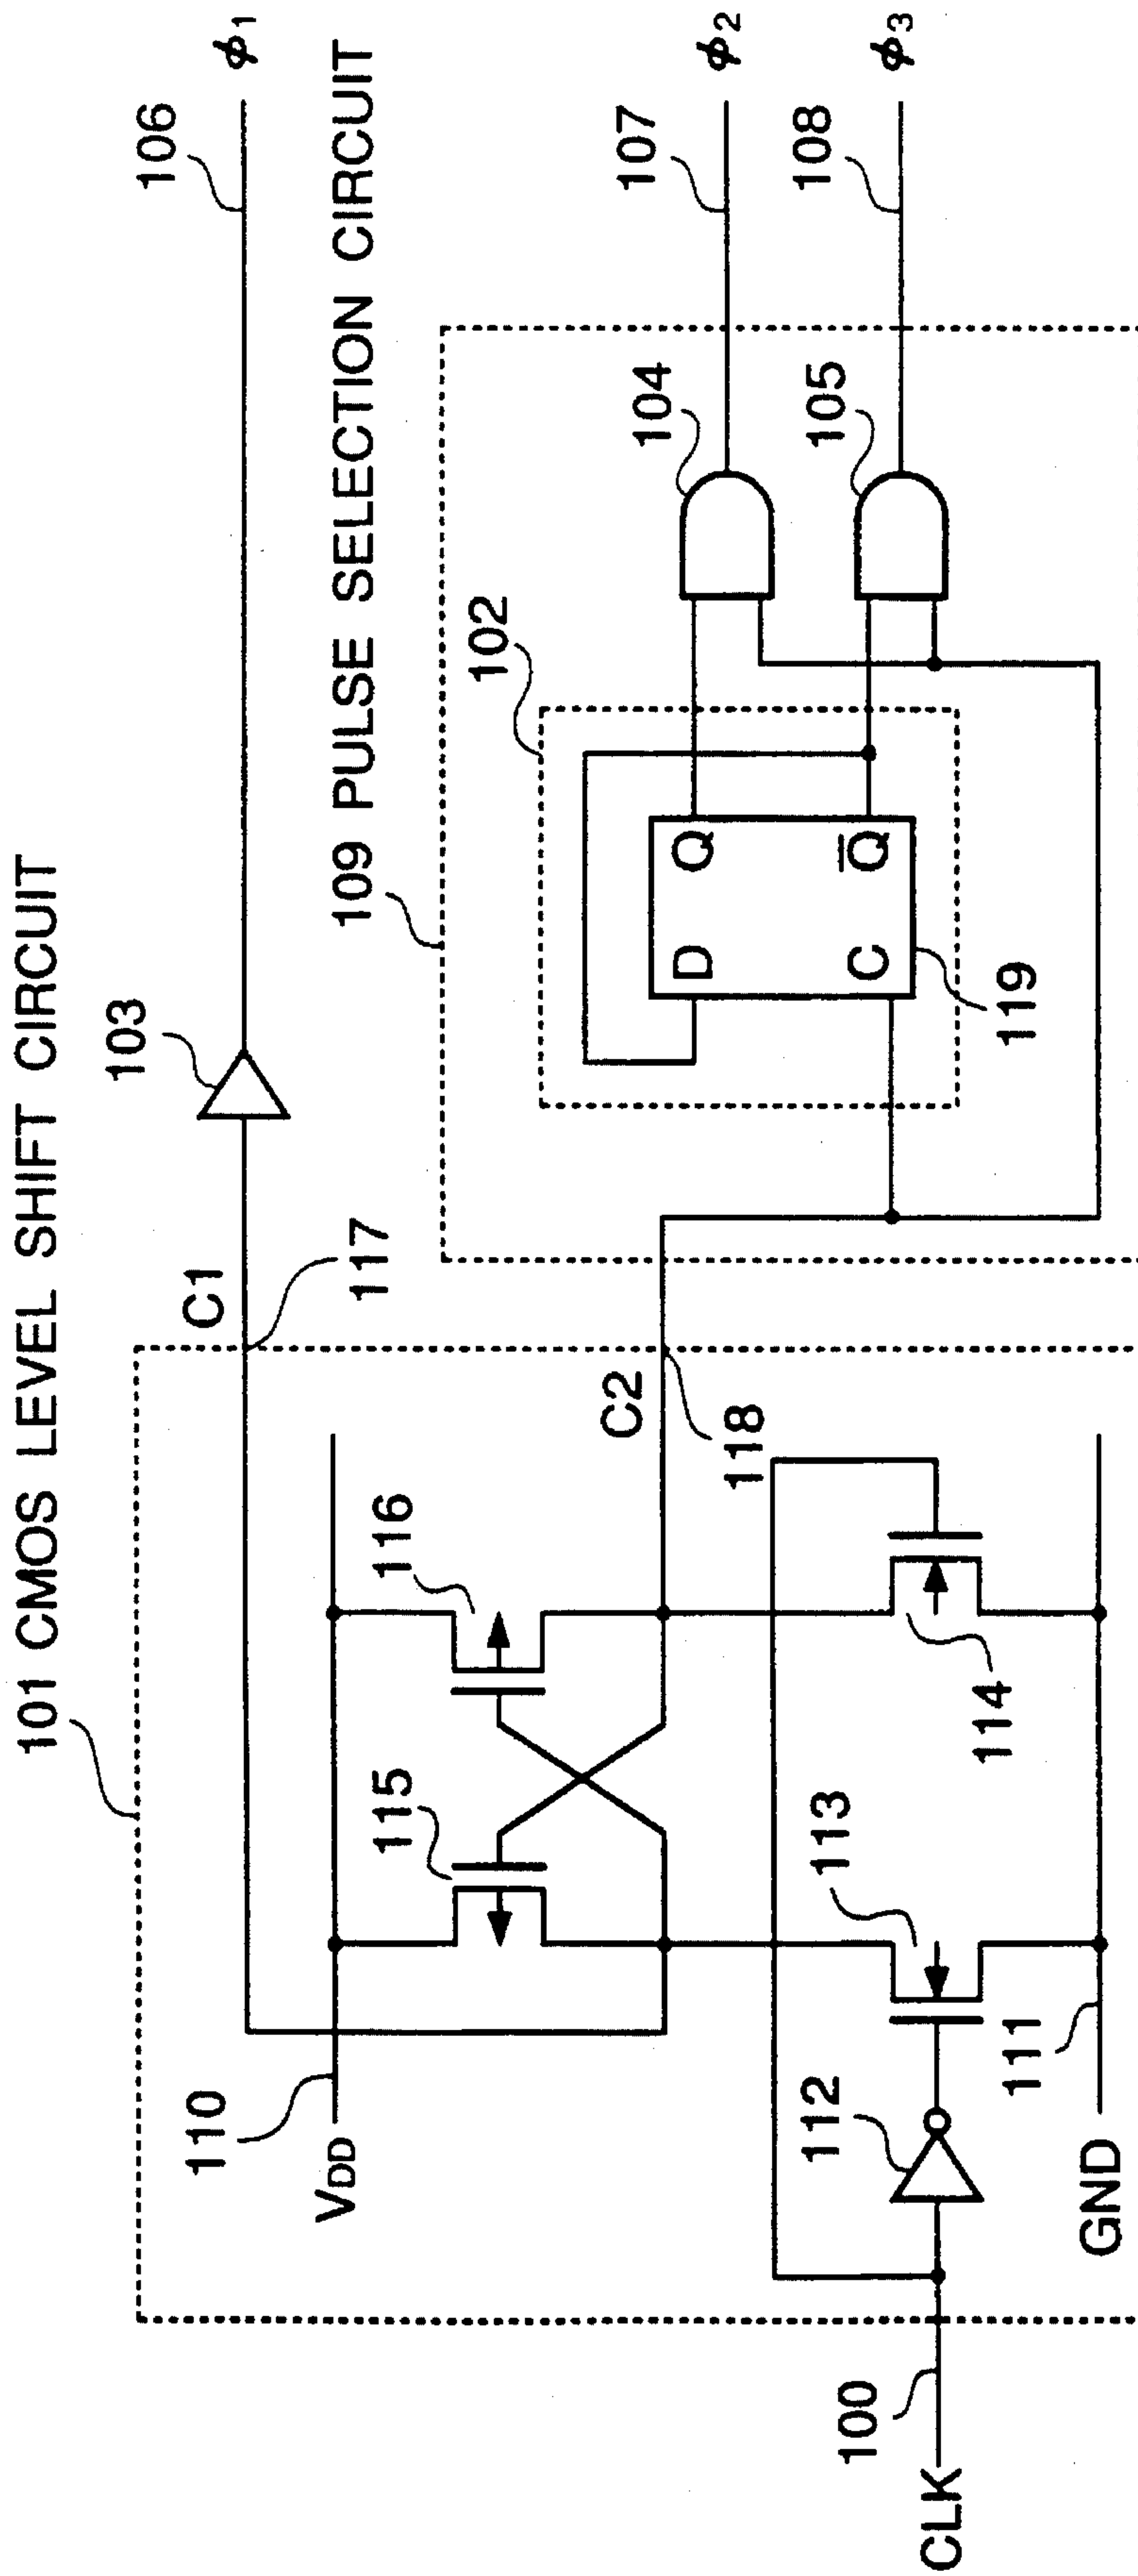 101 CMOS LEVEL SHIFT CIRCUIT
103
106
ϕ1
C1
117
109 PULSE SELECTION CIRCUIT
110
VDD
115
116
C2
118
102
104
107
ϕ2
D
Q
C
Q̅
119
105
108
ϕ3
112
113
114
100
CLK
111
GND